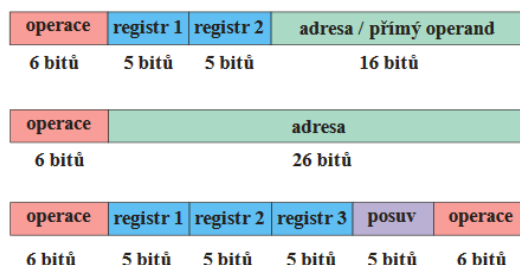 operace registr 1 registr 2 adresa / přímý operand
6 bitů 5 bitů 5 bitů 16 bitů
operace adresa
6 bitů 26 bitů
operace registr 1 registr 2 registr 3 posuv operace
6 bitů 5 bitů 5 bitů 5 bitů 5 bitů 6 bitů